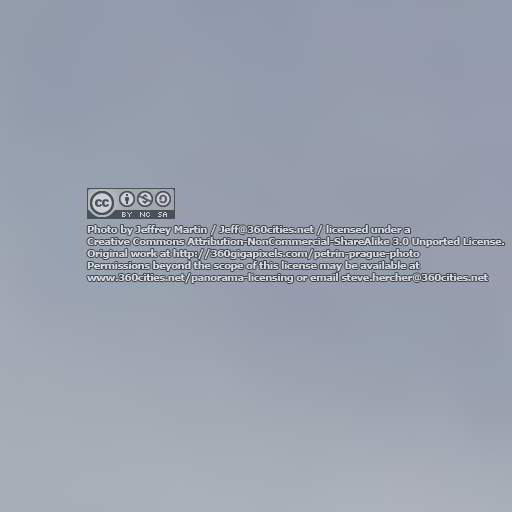 cc BY NC SA
Photo by Jeffrey Martin / Jeff@360cities.net / licensed under a
Creative Commons Attribution-NonCommercial-ShareAlike 3.0 Unported License.
Original work at http://360gigapixels.com/petrin-prague-photo
Permissions beyond the scope of this license may be available at
www.360cities.net/panorama-licensing or email steve.hercher@360cities.net